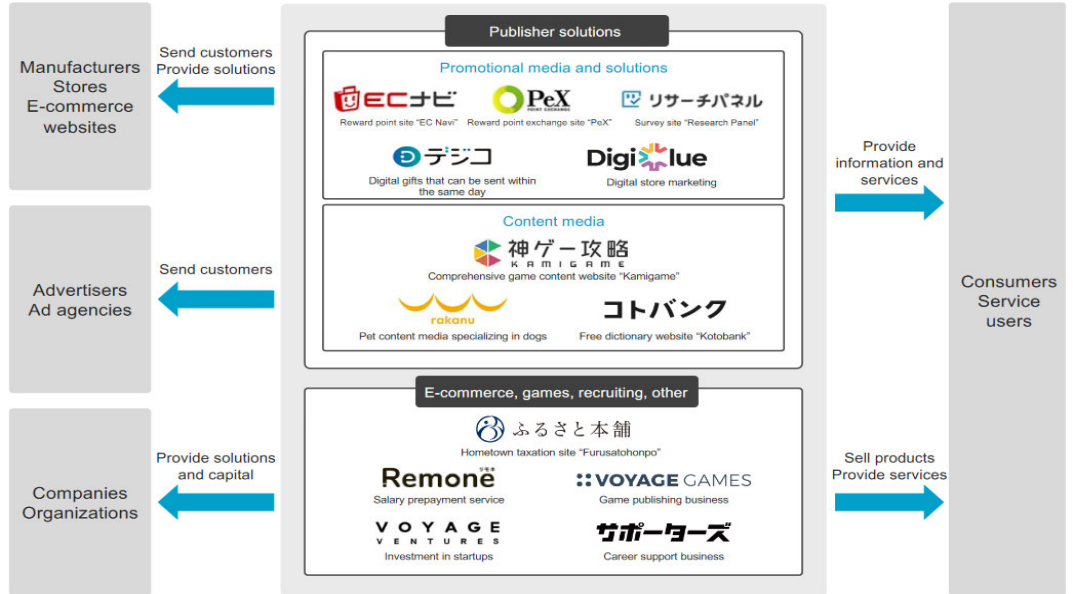 Manufacturers
Stores
E-commerce
websites
Send customers
Provide solutions
Advertisers
Ad agencies
Send customers
Companies
Organizations
Provide solutions
and capital
Publisher solutions
Promotional media and solutions
ECナビ
Reward point site “EC Navi”
PeX
POINT EXCHANGE
Reward point exchange site “PeX”
リサーチパネル
Survey site “Research Panel”
デジコ
Digital gifts that can be sent within
the same day
Digiclue
Digital store marketing
Content media
神ゲー攻略
KAMIGAME
Comprehensive game content website “Kamigame”
rakanu
Pet content media specializing in dogs
コトバンク
Free dictionary website “Kotobank”
E-commerce, games, recruiting, other
ふるさと本舗
Hometown taxation site “Furusatohonpo”
Remone
リモネ
Salary prepayment service
VOYAGE GAMES
Game publishing business
VOYAGE
VENTURES
Investment in startups
サポーターズ
Career support business
Provide
information and
services
Sell products
Provide services
Consumers
Service
users